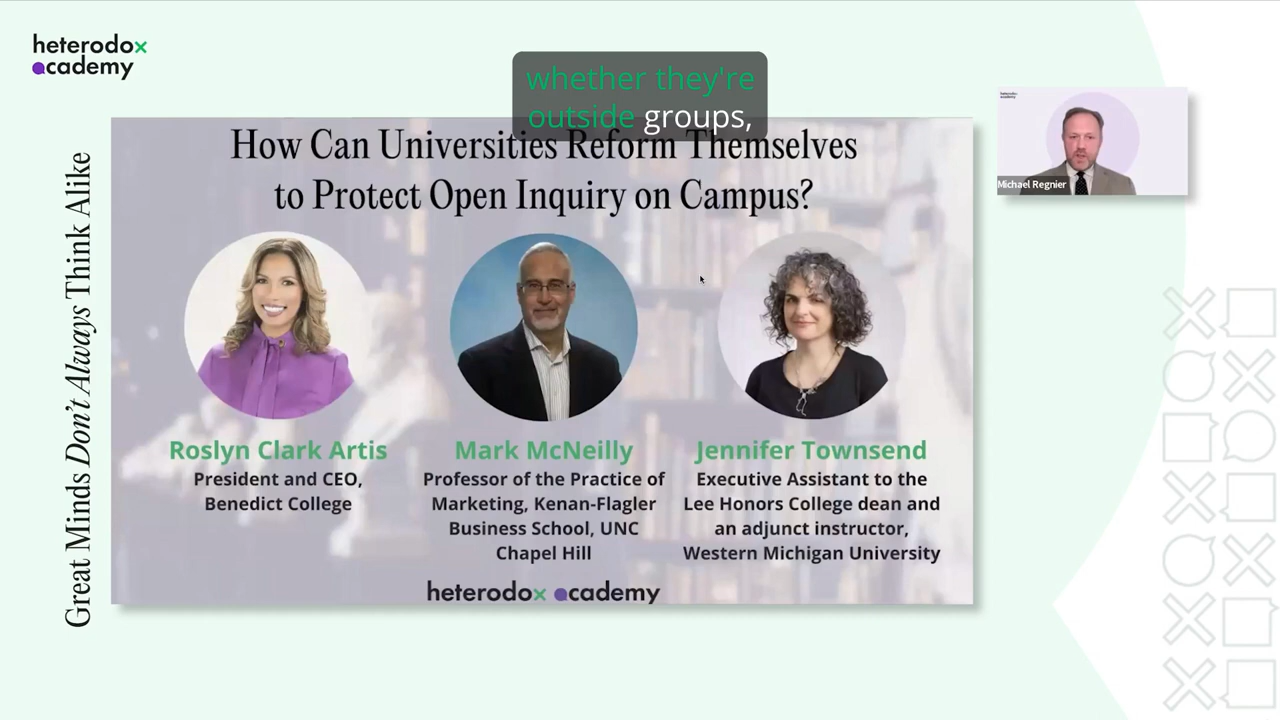 heterodox
academy
whether they're
outside groups,
How Can Universities Reform Themselves
to Protect Open Inquiry on Campus?
Great Minds Don't Always Think Alike
heterodox
academy
Michael Regnier
Roslyn Clark Artis
President and CEO,
Benedict College
Mark McNeilly
Professor of the Practice of
Marketing, Kenan-Flagler
Business School, UNC
Chapel Hill
Jennifer Townsend
Executive Assistant to the
Lee Honors College dean and
an adjunct instructor,
Western Michigan University
heterodox academy